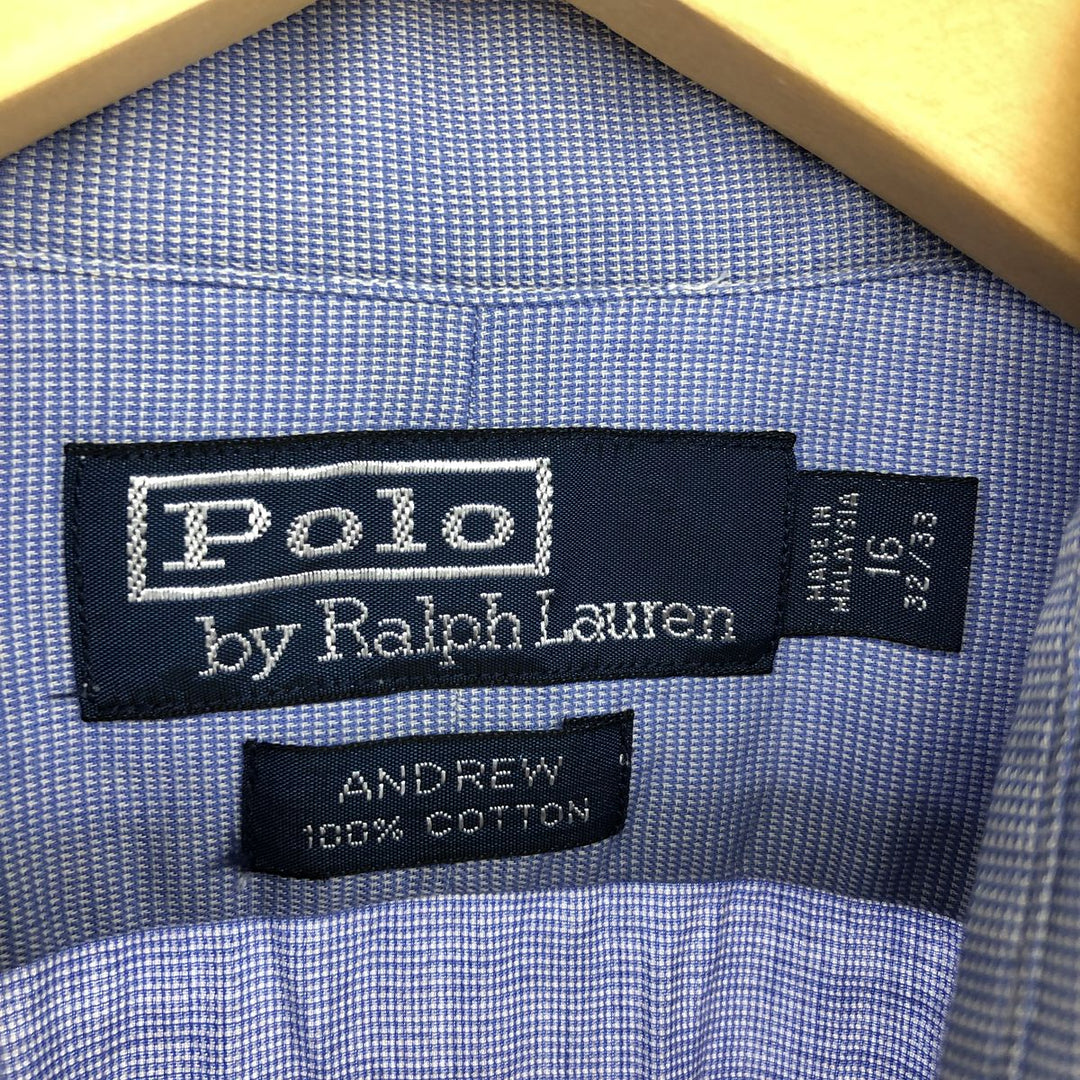 Polo
by Ralph Lauren
MADE IN
MALAYSIA
16
32/33
ANDREW
100% COTTON